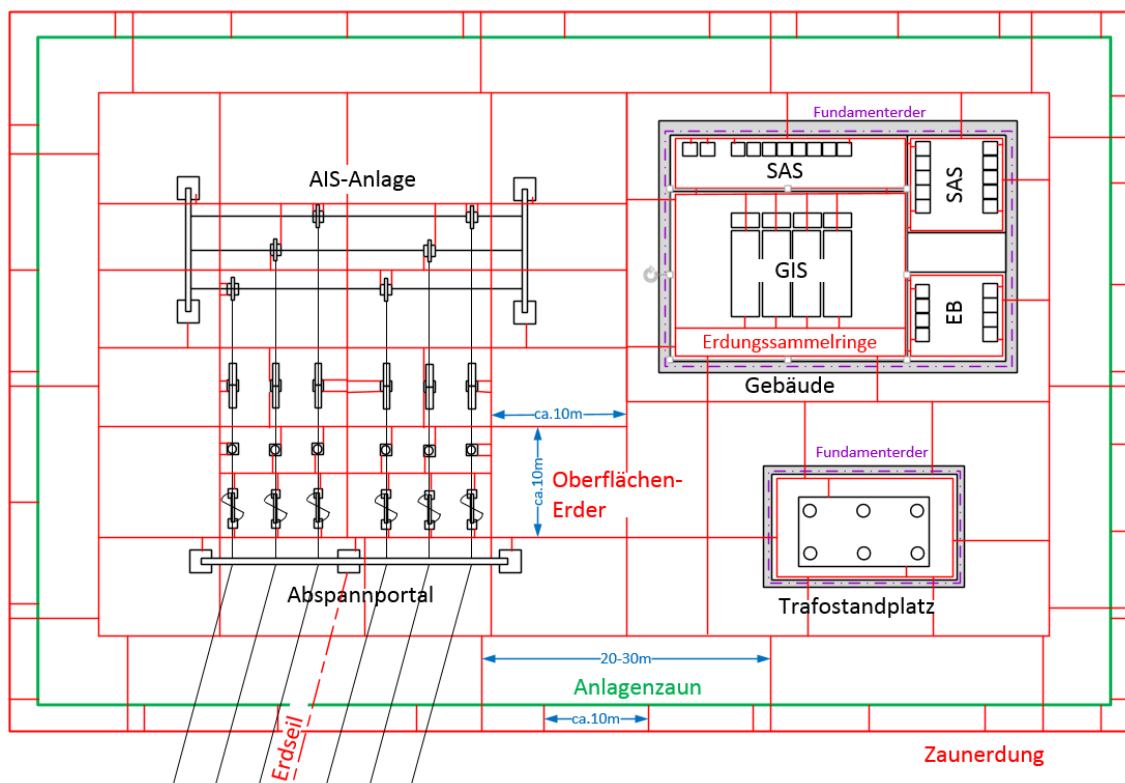 Fundamenterder
AIS-Anlage
SAS
SAS
GIS
EB
Erdungssammelringe
Gebäude
ca.10m
Fundamenterder
ca.10m
Oberflächen-
Erder
Abspannportal
Trafostandplatz
20-30m
Anlagenzaun
ca.10m
Erdseil
Zaunerdung